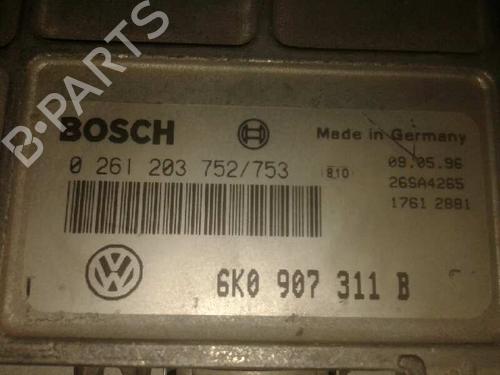 B-PARTS
BOSCH
Made in Germany
0 261 203 752/753
810
09.05.96
26SA4265
1761 2881
6K0 907 311 B